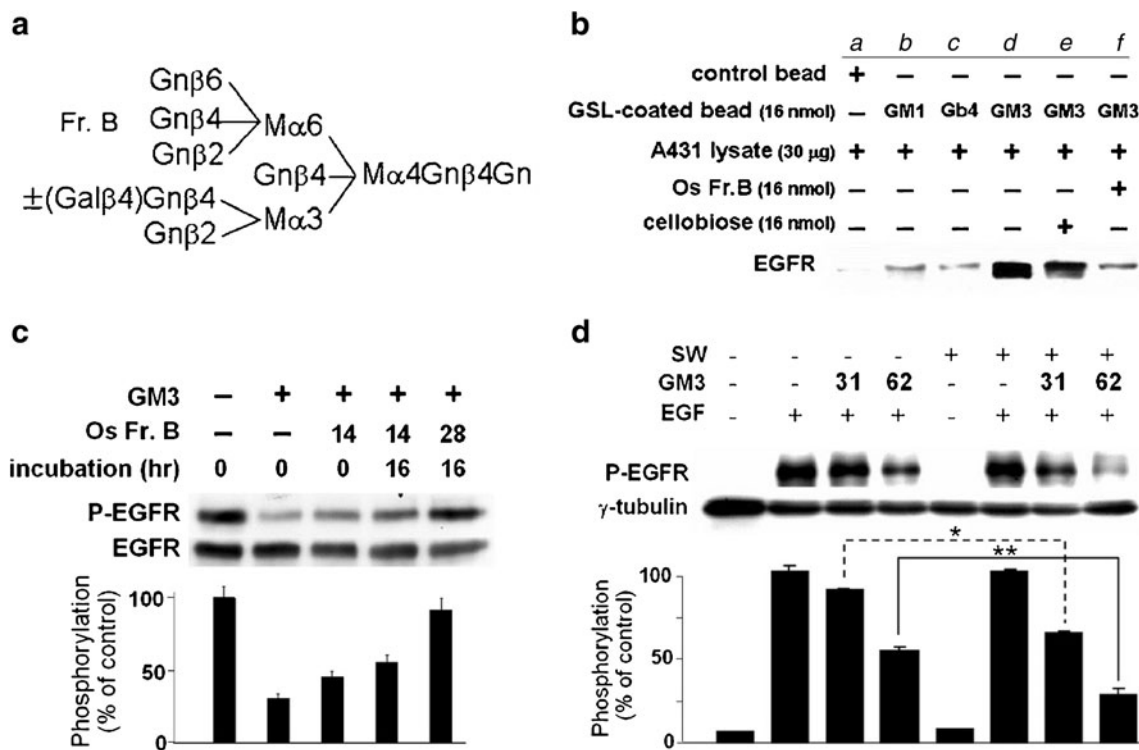 a
Gnβ6
Fr. B Gnβ4 Mα6
Gnβ2
Gnβ4 Mα4Gnβ4Gn
±(Galβ4)Gnβ4 Mα3
Gnβ2
b
a b c d e f
control bead + – – – – –
GSL-coated bead (16 nmol) – GM1 Gb4 GM3 GM3 GM3
A431 lysate (30 µg) + + + + + +
Os Fr.B (16 nmol) – – – – – +
cellobiose (16 nmol) – – – – + –
EGFR
c
GM3 – + + + +
Os Fr. B – – 14 14 28
incubation (hr) 0 0 0 16 16
P-EGFR
EGFR
Phosphorylation
(% of control)
100
50
0
d
SW - - - - + + + +
GM3 - - 31 62 - - 31 62
EGF - + + + - + + +
P-EGFR
γ-tubulin
*
**
Phosphorylation
(% of control)
100
50
0